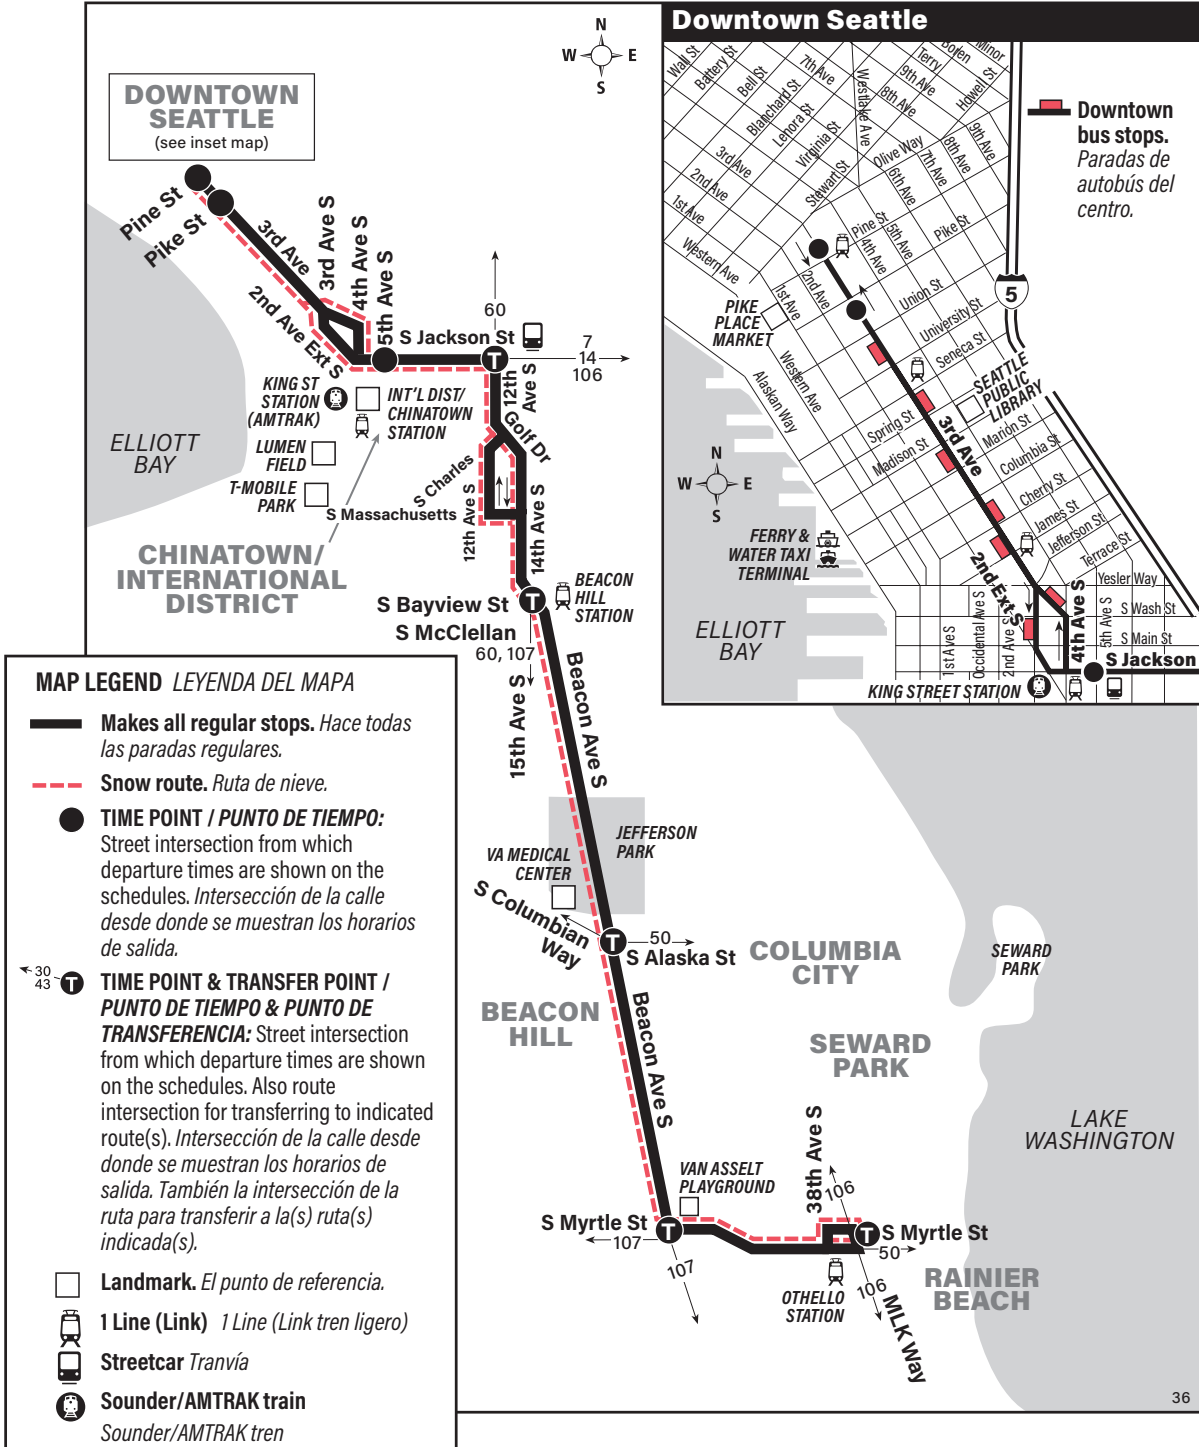 Downtown Seattle
N
W
E
S
DOWNTOWN
SEATTLE
(see inset map)
Pine St
Pike St
3rd Ave
3rd Ave S
4th Ave S
5th Ave S
2nd Ave Ext S
S Jackson St
60
7
14
106
T
12th
Ave S
KING ST
STATION
(AMTRAK)
INT'L DIST/
CHINATOWN
STATION
Golf Dr
ELLIOTT
BAY
LUMEN
FIELD
T-MOBILE
PARK
S Charles
S Massachusetts
12th Ave S
14th Ave S
CHINATOWN/
INTERNATIONAL
DISTRICT
S Bayview St
T
BEACON
HILL
STATION
S McClellan
60, 107
15th Ave S
Beacon Ave S
JEFFERSON
PARK
VA MEDICAL
CENTER
S Columbian
Way
T
50
S Alaska St
COLUMBIA
CITY
BEACON
HILL
SEWARD
PARK
SEWARD
PARK
Beacon Ave S
LAKE
WASHINGTON
VAN ASSELT
PLAYGROUND
38th Ave S
106
S Myrtle St
T
107
107
T
S Myrtle St
50
OTHELLO
STATION
106
MLK Way
RAINIER
BEACH
36
Wall St
Battery St
Bell St
Blanchard St
Lenora St
Virginia St
Stewart St
7th Ave
Westlake Ave
8th Ave
9th Ave
Terry
Boren
Minor
Howell St
Olive Way
9th Ave
8th Ave
7th Ave
6th Ave
5th Ave
4th Ave
3rd Ave
2nd Ave
1st Ave
Western Ave
Pine St
Pike St
2nd Ave
1st Ave
Union St
University St
Seneca St
5
PIKE
PLACE
MARKET
Western Ave
Alaskan Way
SEATTLE
PUBLIC
LIBRARY
Spring St
Madison St
3rd Ave
Marion St
Columbia St
Cherry St
James St
Jefferson St
Terrace St
Yesler Way
S Wash St
S Main St
S Jackson
N
W
E
S
FERRY &
WATER TAXI
TERMINAL
ELLIOTT
BAY
2nd Ext S
1st Ave S
Occidental Ave S
2nd Ave S
4th Ave S
5th Ave S
KING STREET STATION
Downtown
bus stops.
Paradas de
autobús del
centro.
MAP LEGEND LEYENDA DEL MAPA
Makes all regular stops. Hace todas
las paradas regulares.
Snow route. Ruta de nieve.
TIME POINT / PUNTO DE TIEMPO:
Street intersection from which
departure times are shown on the
schedules. Intersección de la calle
desde donde se muestran los horarios
de salida.
30
43
T
TIME POINT & TRANSFER POINT /
PUNTO DE TIEMPO & PUNTO DE
TRANSFERENCIA: Street intersection
from which departure times are shown
on the schedules. Also route
intersection for transferring to indicated
route(s). Intersección de la calle desde
donde se muestran los horarios de
salida. También la intersección de la
ruta para transferir a la(s) ruta(s)
indicada(s).
Landmark. El punto de referencia.
1 Line (Link) 1 Line (Link tren ligero)
Streetcar Tranvía
Sounder/AMTRAK train
Sounder/AMTRAK tren